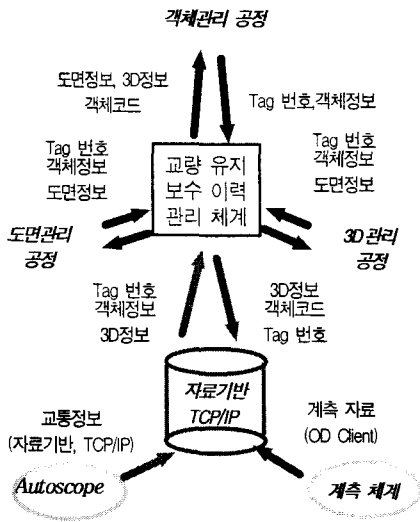 객체관리 공정
도면정보, 3D정보
객체코드
Tag 번호,객체정보
Tag 번호
객체정보
도면정보
교량 유지
보수 이력
관리 체계
Tag 번호
객체정보
도면정보
도면관리
공정
3D관리
공정
Tag 번호
객체정보
3D정보
3D정보
객체코드
Tag 번호
자료기반
TCP/IP
교통정보
(자료기반, TCP/IP)
계측 자료
(OD Client)
Autoscope
계측 체계